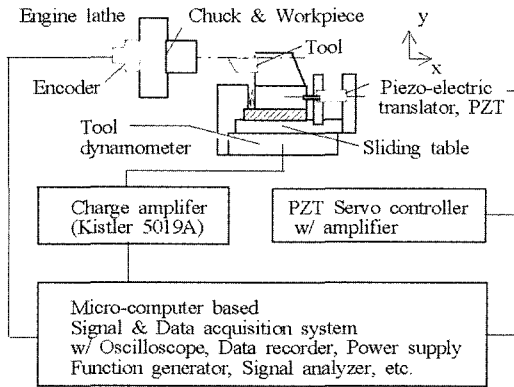 Engine lathe
Chuck & Workpiece
Tool
y
x
Encoder
Piezo-electric
translator, PZT
Tool
dynamometer
Sliding table
Charge amplifer
(Kistler 5019A)
PZT Servo controller
w/ amplifier
Micro-computer based
Signal & Data acquisition system
w/ Oscilloscope, Data recorder, Power supply
Function generator, Signal analyzer, etc.